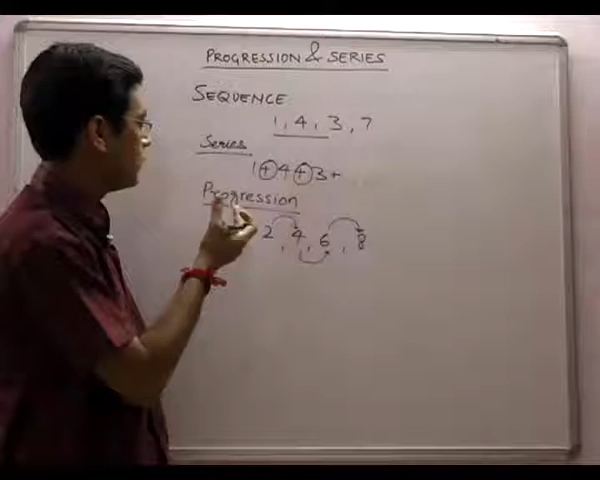 PROGRESSION & SERIES
SEQUENCE
1, 4, 3, 7
Series
1+4+3+
Progression
2, 4, 6, 8